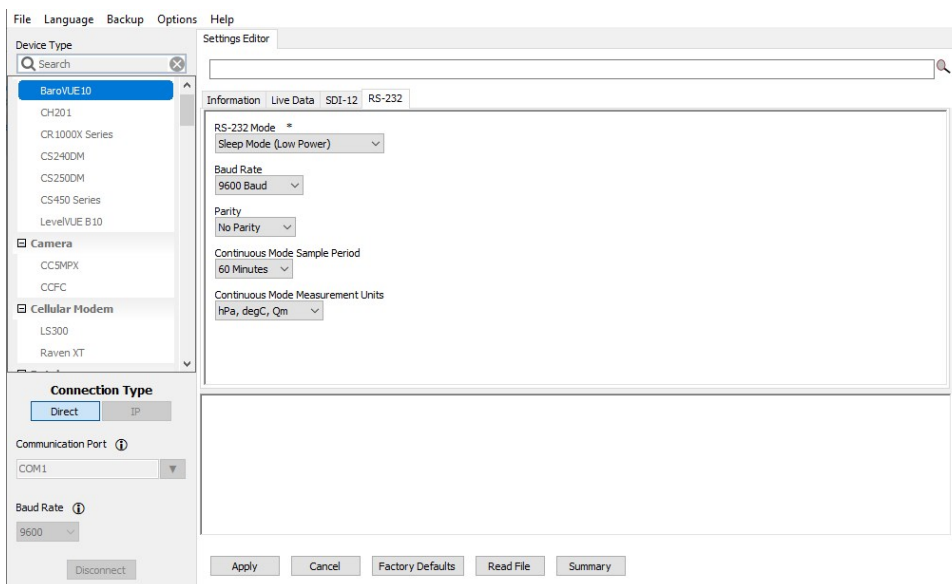 File Language Backup Options Help
Device Type
Search
BaroVUE10
CH201
CR1000X Series
CS240DM
CS250DM
CS450 Series
LevelVUE B10
Camera
CC5MPX
CCFC
Cellular Modem
LS300
Raven XT
Connection Type
Direct IP
Communication Port
COM1
Baud Rate
9600
Disconnect
Settings Editor
Information Live Data SDI-12 RS-232
RS-232 Mode *
Sleep Mode (Low Power)
Baud Rate
9600 Baud
Parity
No Parity
Continuous Mode Sample Period
60 Minutes
Continuous Mode Measurement Units
hPa, degC, Qm
Apply Cancel Factory Defaults Read File Summary